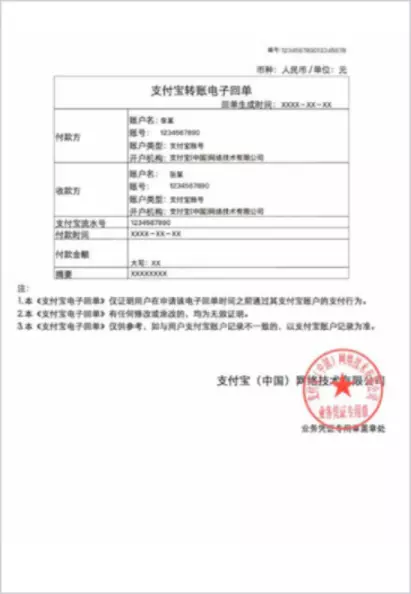 币种：人民币/单位：元
支付宝转账电子回单
回单生成时间：XXXX-XX-XX
付款方
账户名：张某
账号：1234567890
账户类型：支付宝账号
开户机构：支付宝(中国)网络技术有限公司
收款方
账户名：张某
账号：1234567890
账户类型：支付宝账号
开户机构：支付宝(中国)网络技术有限公司
支付宝流水号 1234567890
付款时间 XXXX-XX-XX
付款金额
大写：XX
摘要 XXXXXXXX
注：
1.本《支付宝电子回单》仅证明用户在申请该电子回单时间之前通过其支付宝账户的支付行为。
2.本《支付宝电子回单》有任何修改或涂改的，均为无效证明。
3.本《支付宝电子回单》仅供参考，如与用户支付宝账户记录不一致的，以支付宝账户记录为准。
支付宝（中国）网络技术有限公司
业务凭证专用章
业务凭证专用章盖章处